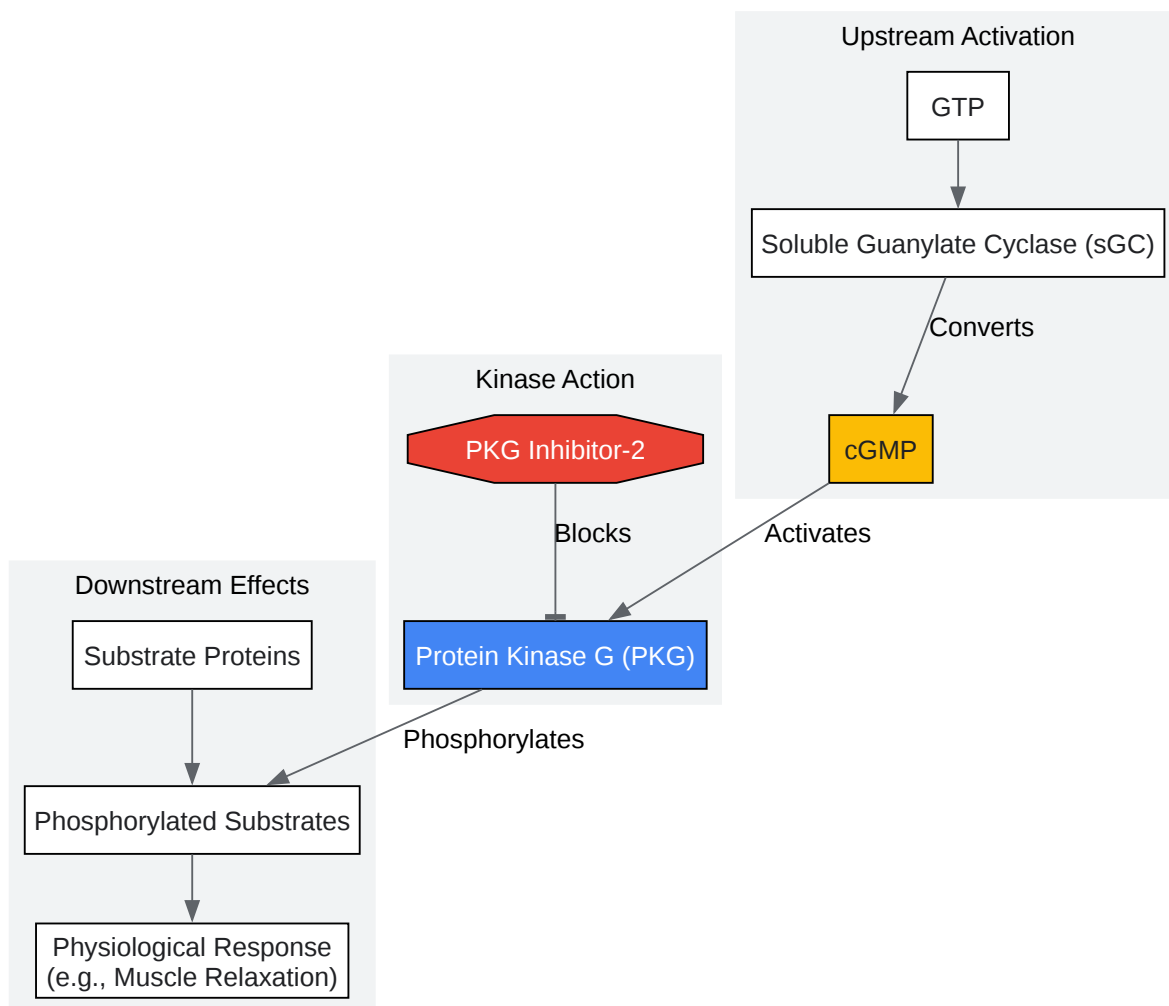 Upstream Activation
GTP
Soluble Guanylate Cyclase (sGC)
Converts
Kinase Action
PKG Inhibitor-2
cGMP
Blocks
Activates
Downstream Effects
Substrate Proteins
Protein Kinase G (PKG)
Phosphorylates
Phosphorylated Substrates
Physiological Response
(e.g., Muscle Relaxation)